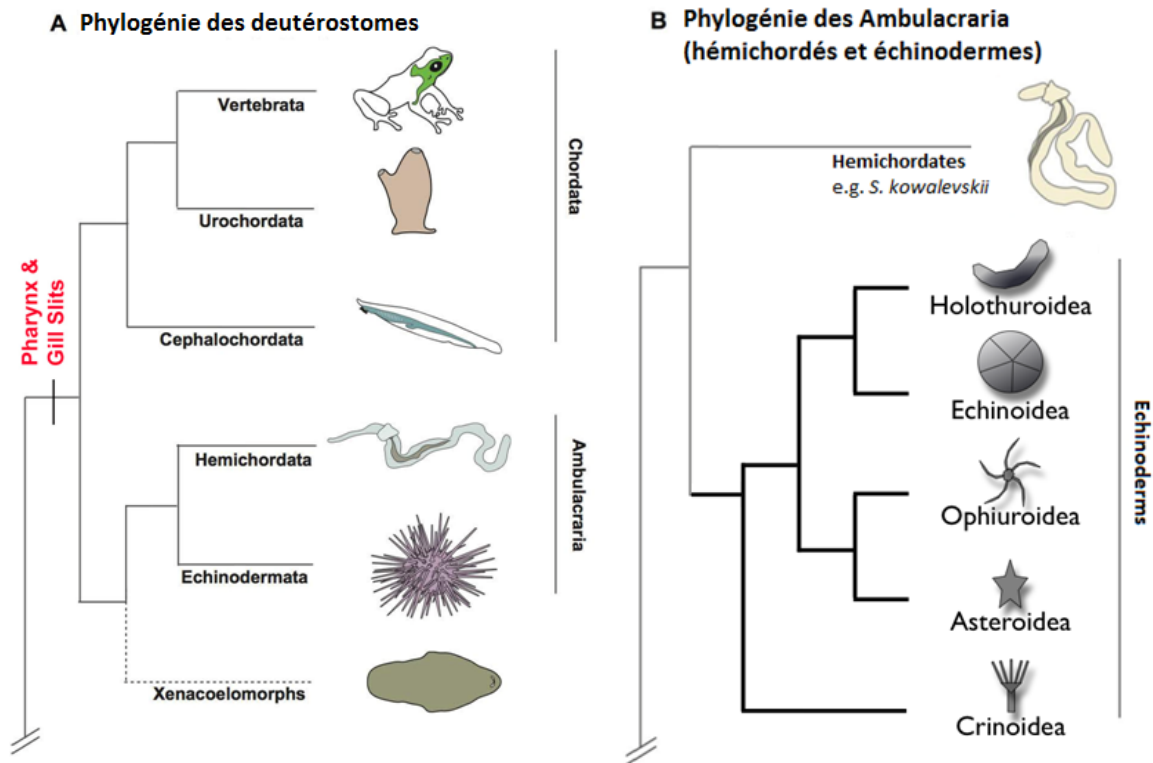 A Phylogénie des deutérostomes
Vertebrata
Urochordata
Cephalochordata
Chordata
Pharynx &
Gill Slits
Hemichordata
Echinodermata
Ambulacraria
Xenacoelomorphs
B Phylogénie des Ambulacraria
(hémichordés et échinodermes)
Hemichordates
e.g. S. kowalevskii
Holothuroidea
Echinoidea
Ophiuroidea
Asteroidea
Crinoidea
Echinoderms